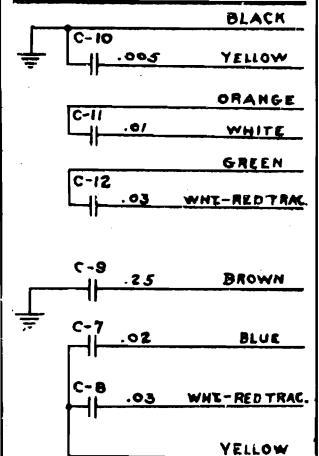 BLACK
C-10
.005 YELLOW
ORANGE
C-11
.01 WHITE
GREEN
C-12
.03 WHT-RED TRAC.
C-9
.25 BROWN
C-7
.02 BLUE
C-8
.03 WHT-RED TRAC.
YELLOW